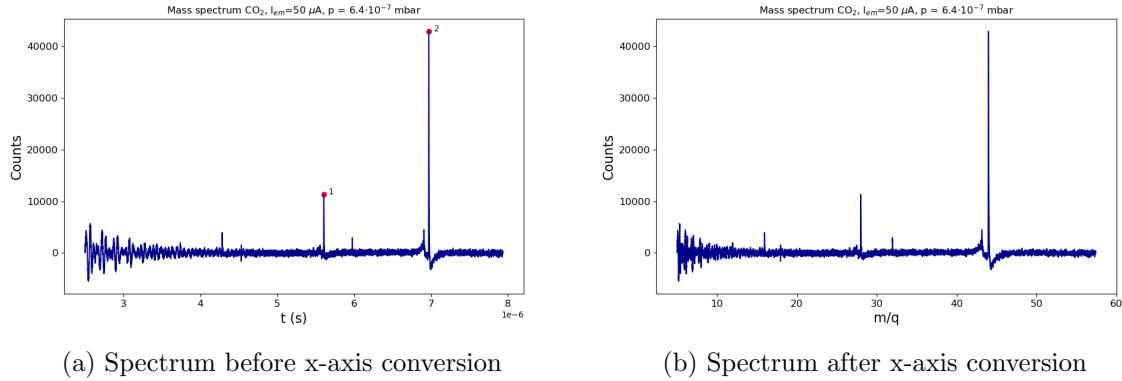 Mass spectrum CO₂, Iₑₘ=50 μA, p = 6.4·10⁻⁷ mbar
Counts
40000
30000
20000
10000
0
1
2
3 4 5 6 7 8
1e−6
t (s)
(a) Spectrum before x-axis conversion
Mass spectrum CO₂, Iₑₘ=50 μA, p = 6.4·10⁻⁷ mbar
Counts
40000
30000
20000
10000
0
10 20 30 40 50 60
m/q
(b) Spectrum after x-axis conversion